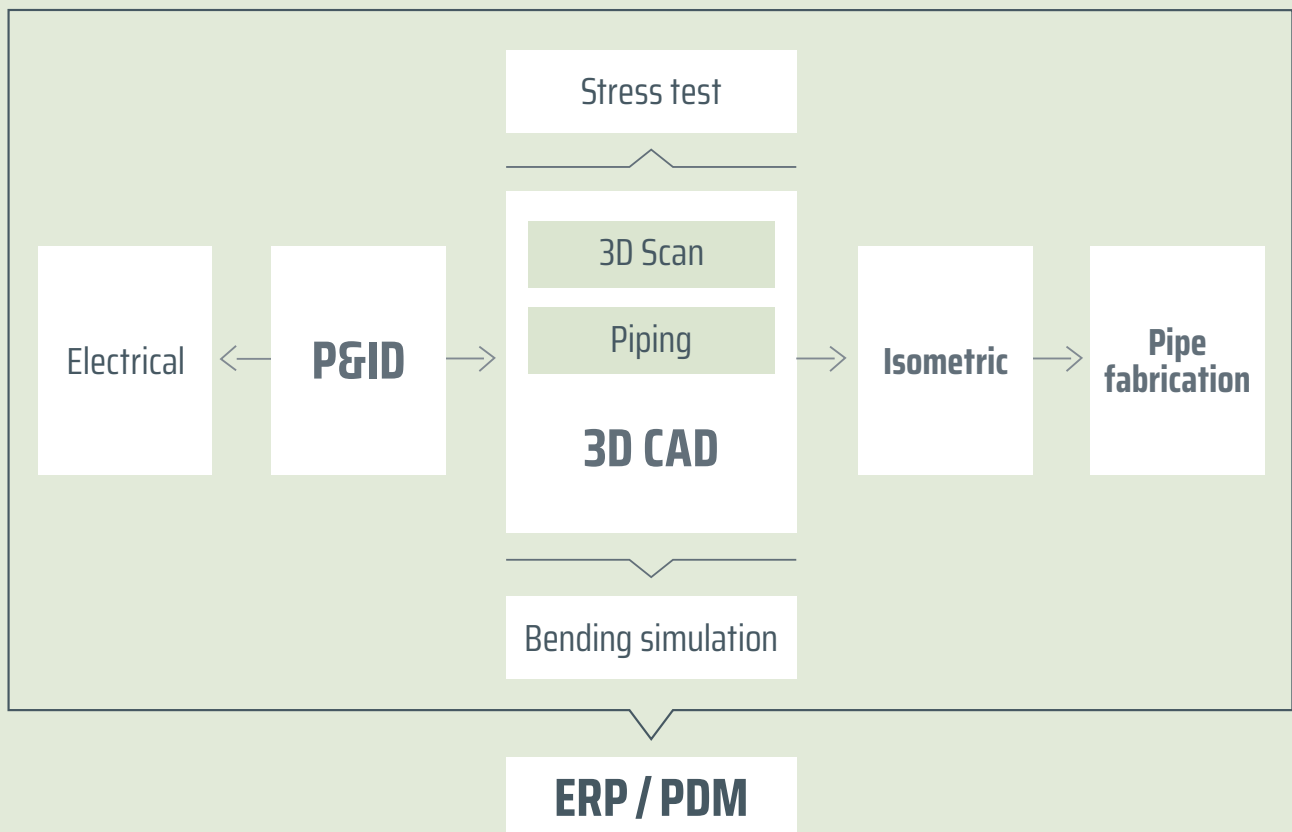 Stress test
3D Scan
Piping
3D CAD
Electrical
P&ID
Isometric
Pipe
fabrication
Bending simulation
ERP / PDM